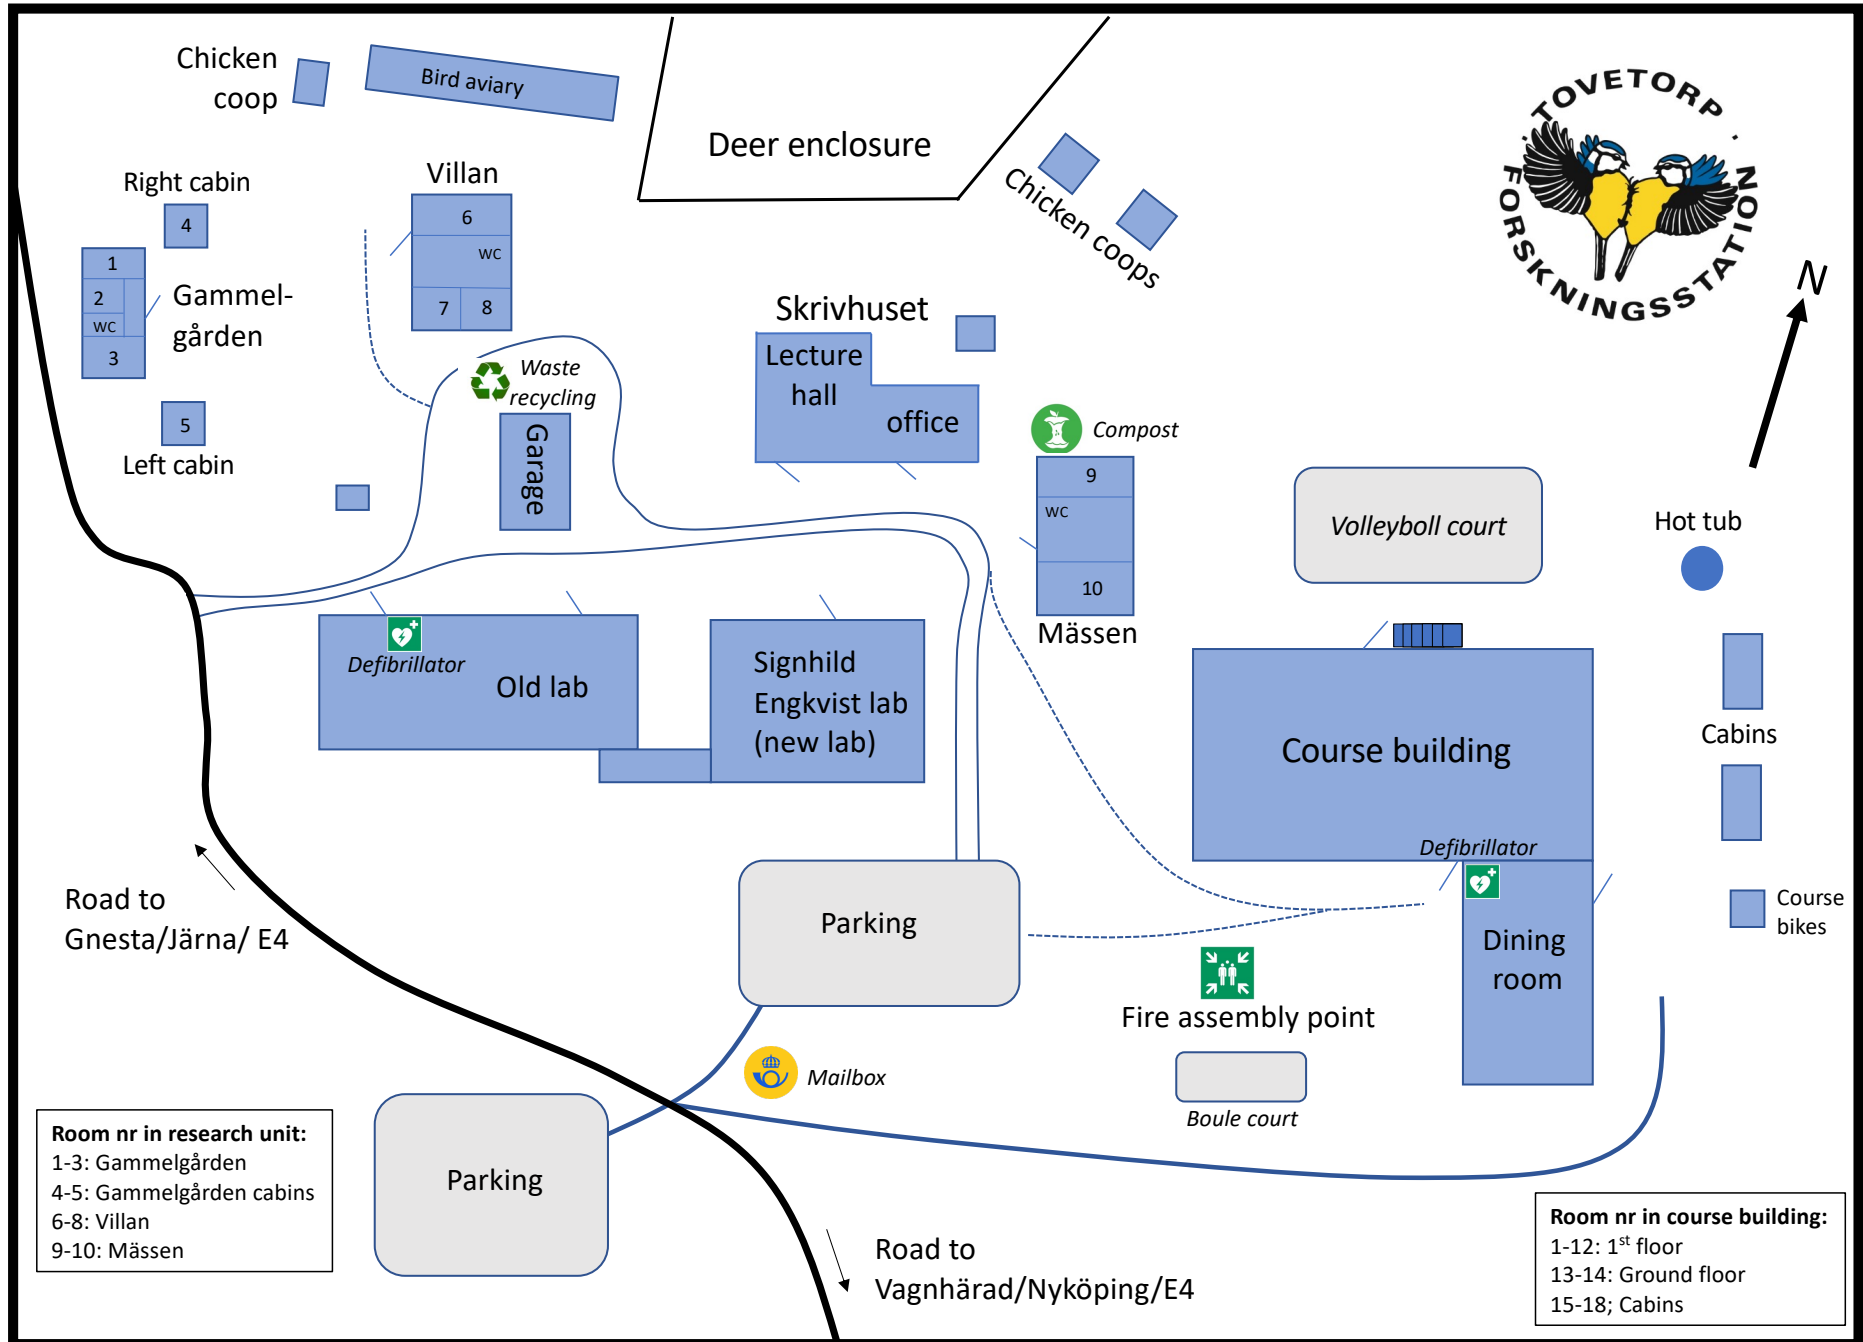 Chicken
coop
Bird aviary
Deer enclosure
· TOVETORP ·
FORSKNINGSSTATION
Right cabin
4
Villan
6
wc
7
8
Chicken coops
N
1
2
wc
3
Gammel-
gården
5
Left cabin
Waste
recycling
Garage
Skrivhuset
Lecture
hall
office
Compost
9
wc
10
Mässen
Volleyboll court
Hot tub
Defibrillator
Old lab
Signhild
Engkvist lab
(new lab)
Course building
Cabins
Defibrillator
Course
bikes
Dining
room
Road to
Gnesta/Järna/ E4
Parking
Fire assembly point
Mailbox
Boule court
Parking
Road to
Vagnhärad/Nyköping/E4
Room nr in research unit:
1-3: Gammelgården
4-5: Gammelgården cabins
6-8: Villan
9-10: Mässen
Room nr in course building:
1-12: 1st floor
13-14: Ground floor
15-18; Cabins